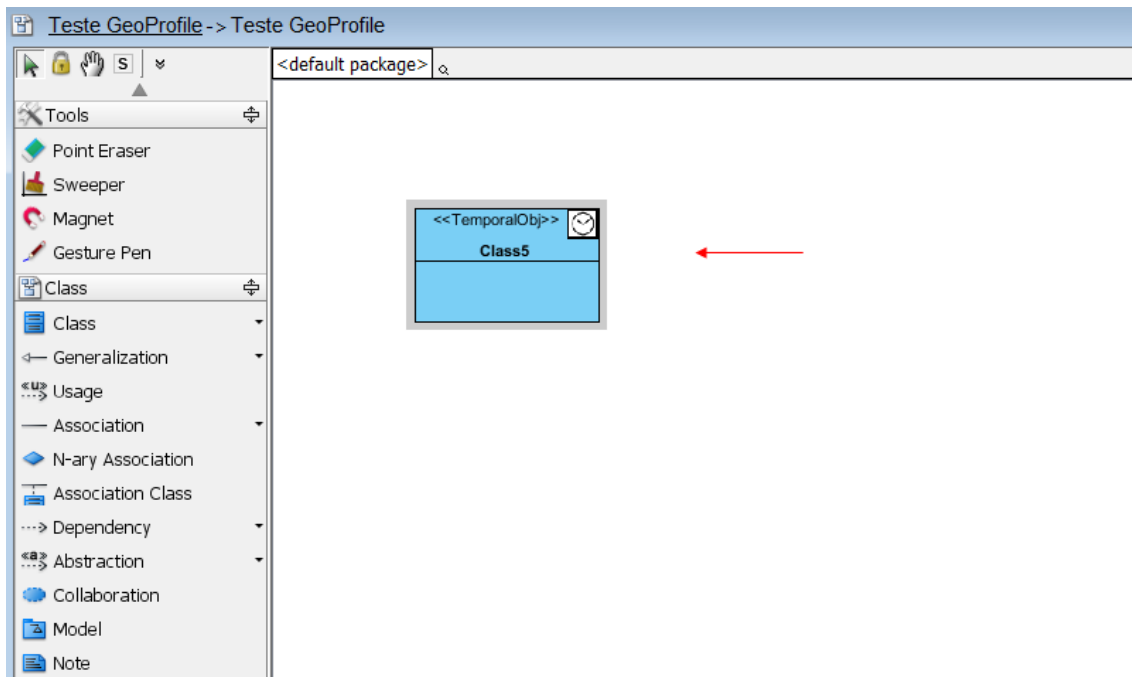 Teste GeoProfile -> Teste GeoProfile
S
<default package>
Tools
Point Eraser
Sweeper
Magnet
Gesture Pen
Class
Class
Generalization
«u» Usage
Association
N-ary Association
Association Class
Dependency
«a» Abstraction
Collaboration
Model
Note
<<TemporalObj>>
Class5